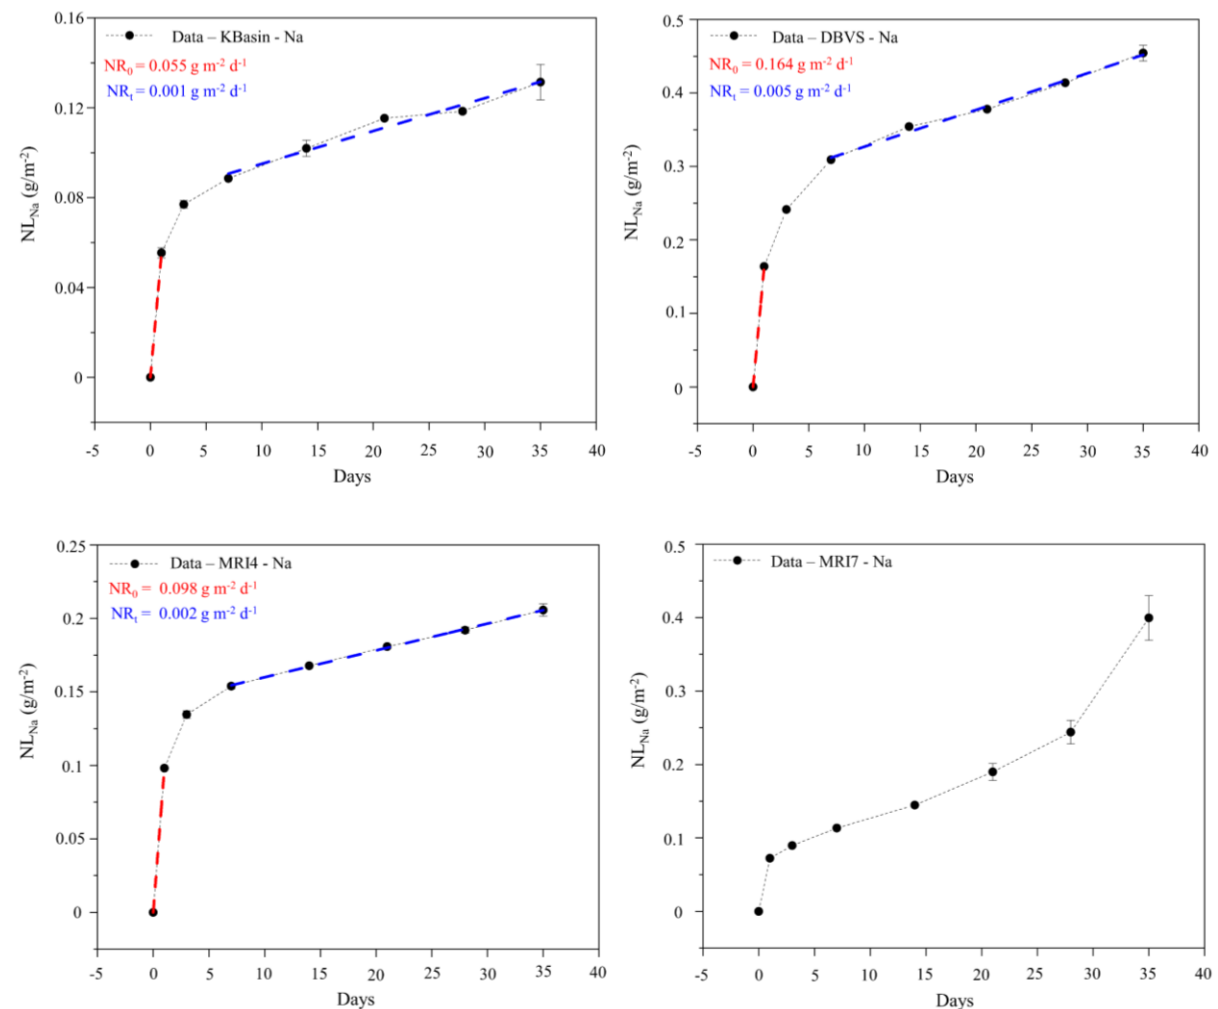 Data – KBasin - Na
NR₀ = 0.055 g m⁻² d⁻¹
NRₜ = 0.001 g m⁻² d⁻¹
0.16
0.12
0.08
0.04
0
NL_Na (g/m⁻²)
-5 0 5 10 15 20 25 30 35 40
Days
Data – DBVS - Na
NR₀ = 0.164 g m⁻² d⁻¹
NRₜ = 0.005 g m⁻² d⁻¹
0.5
0.4
0.3
0.2
0.1
0
NL_Na (g/m⁻²)
-5 0 5 10 15 20 25 30 35 40
Days
Data – MRI4 - Na
NR₀ = 0.098 g m⁻² d⁻¹
NRₜ = 0.002 g m⁻² d⁻¹
0.25
0.2
0.15
0.1
0.05
0
NL_Na (g/m⁻²)
-5 0 5 10 15 20 25 30 35 40
Days
Data – MRI7 - Na
0.5
0.4
0.3
0.2
0.1
0
NL_Na (g/m⁻²)
-5 0 5 10 15 20 25 30 35 40
Days